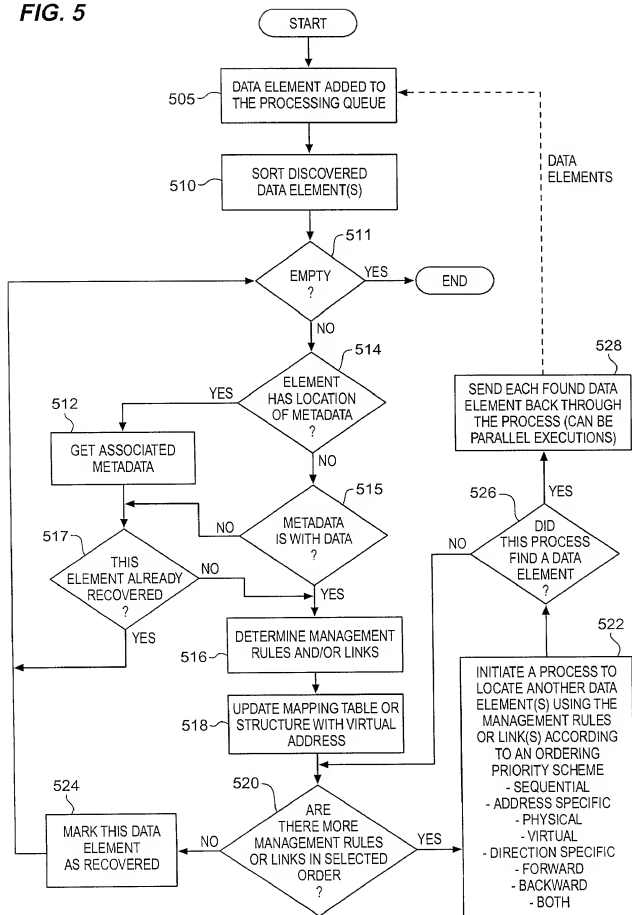 FIG. 5
START
505
DATA ELEMENT ADDED TO
THE PROCESSING QUEUE
510
SORT DISCOVERED
DATA ELEMENT(S)
DATA
ELEMENTS
511
EMPTY
?
YES
END
NO
514
ELEMENT
HAS LOCATION
OF METADATA
?
YES
NO
528
SEND EACH FOUND DATA
ELEMENT BACK THROUGH
THE PROCESS (CAN BE
PARALLEL EXECUTIONS)
512
GET ASSOCIATED
METADATA
515
METADATA
IS WITH DATA
?
NO
YES
526
DID
THIS PROCESS
FIND A DATA
ELEMENT
?
YES
NO
517
THIS
ELEMENT ALREADY
RECOVERED
?
NO
YES
516
DETERMINE MANAGEMENT
RULES AND/OR LINKS
518
UPDATE MAPPING TABLE OR
STRUCTURE WITH VIRTUAL
ADDRESS
522
INITIATE A PROCESS TO
LOCATE ANOTHER DATA
ELEMENT(S) USING THE
MANAGEMENT RULES
OR LINK(S) ACCORDING
TO AN ORDERING
PRIORITY SCHEME
- SEQUENTIAL
- ADDRESS SPECIFIC
- PHYSICAL
- VIRTUAL
- DIRECTION SPECIFIC
- FORWARD
- BACKWARD
- BOTH
520
ARE
THERE MORE
MANAGEMENT RULES
OR LINKS IN SELECTED
ORDER
?
NO
YES
524
MARK THIS DATA
ELEMENT
AS RECOVERED